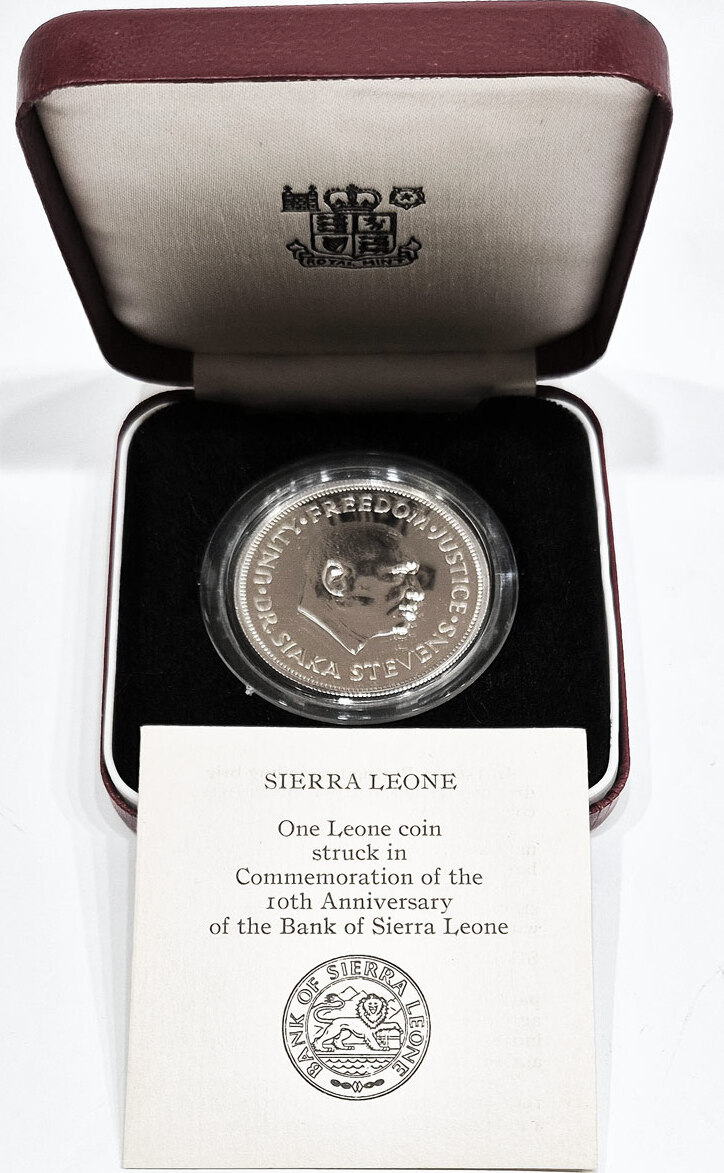 ROYAL MINT
UNITY • FREEDOM • JUSTICE •
DR. SIAKA STEVENS
SIERRA LEONE
One Leone coin
struck in
Commemoration of the
10th Anniversary
of the Bank of Sierra Leone
BANK OF SIERRA LEONE